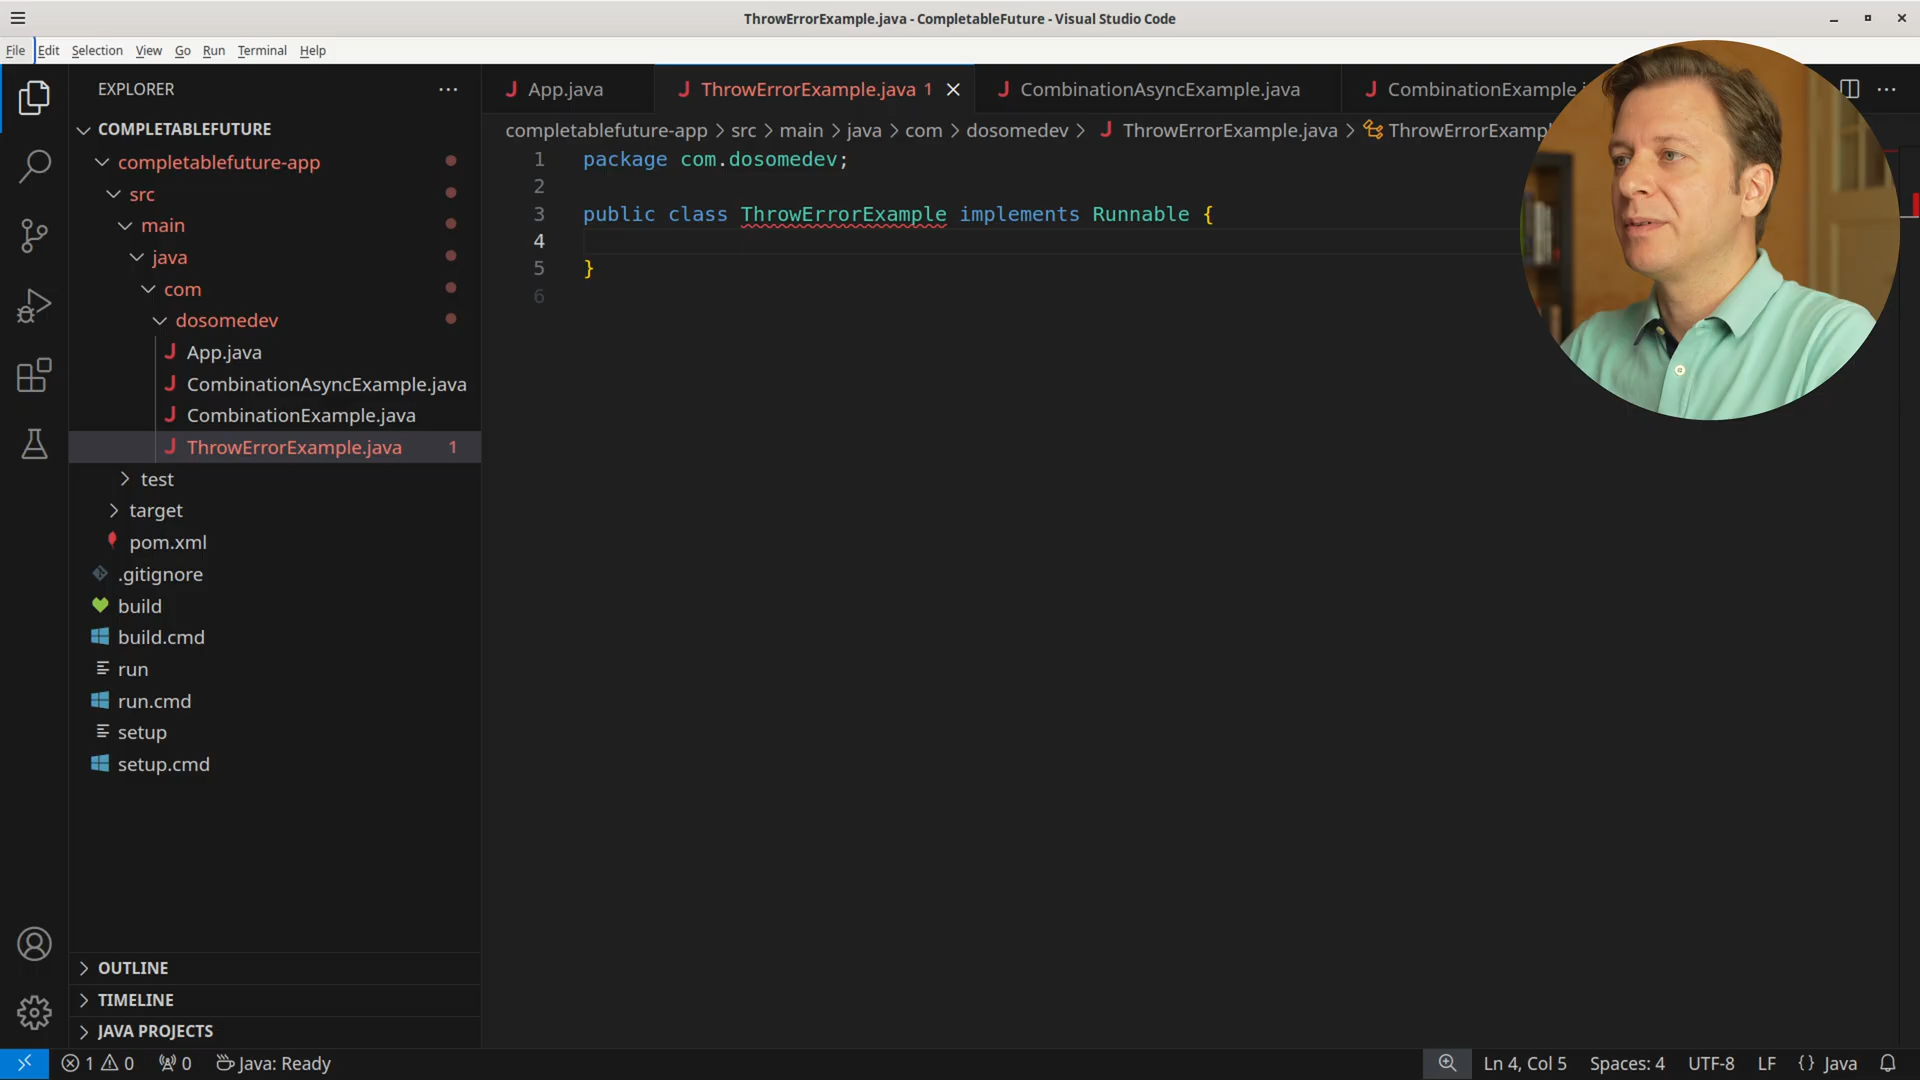 ThrowErrorExample.java - CompletableFuture - Visual Studio Code
File Edit Selection View Go Run Terminal Help
EXPLORER
COMPLETABLEFUTURE
completablefuture-app
src
main
java
com
dosomedev
App.java
CombinationAsyncExample.java
CombinationExample.java
ThrowErrorExample.java 1
test
target
pom.xml
.gitignore
build
build.cmd
run
run.cmd
setup
setup.cmd
OUTLINE
TIMELINE
JAVA PROJECTS
App.java ThrowErrorExample.java 1 CombinationAsyncExample.java
completablefuture-app > src > main > java > com > dosomedev > ThrowErrorExample.java >
1 package com.dosomedev;
2
3 public class ThrowErrorExample implements Runnable {
4
5 }
6
1 0 0 Java: Ready Ln 4, Col 5 Spaces: 4 UTF-8 LF {} Java